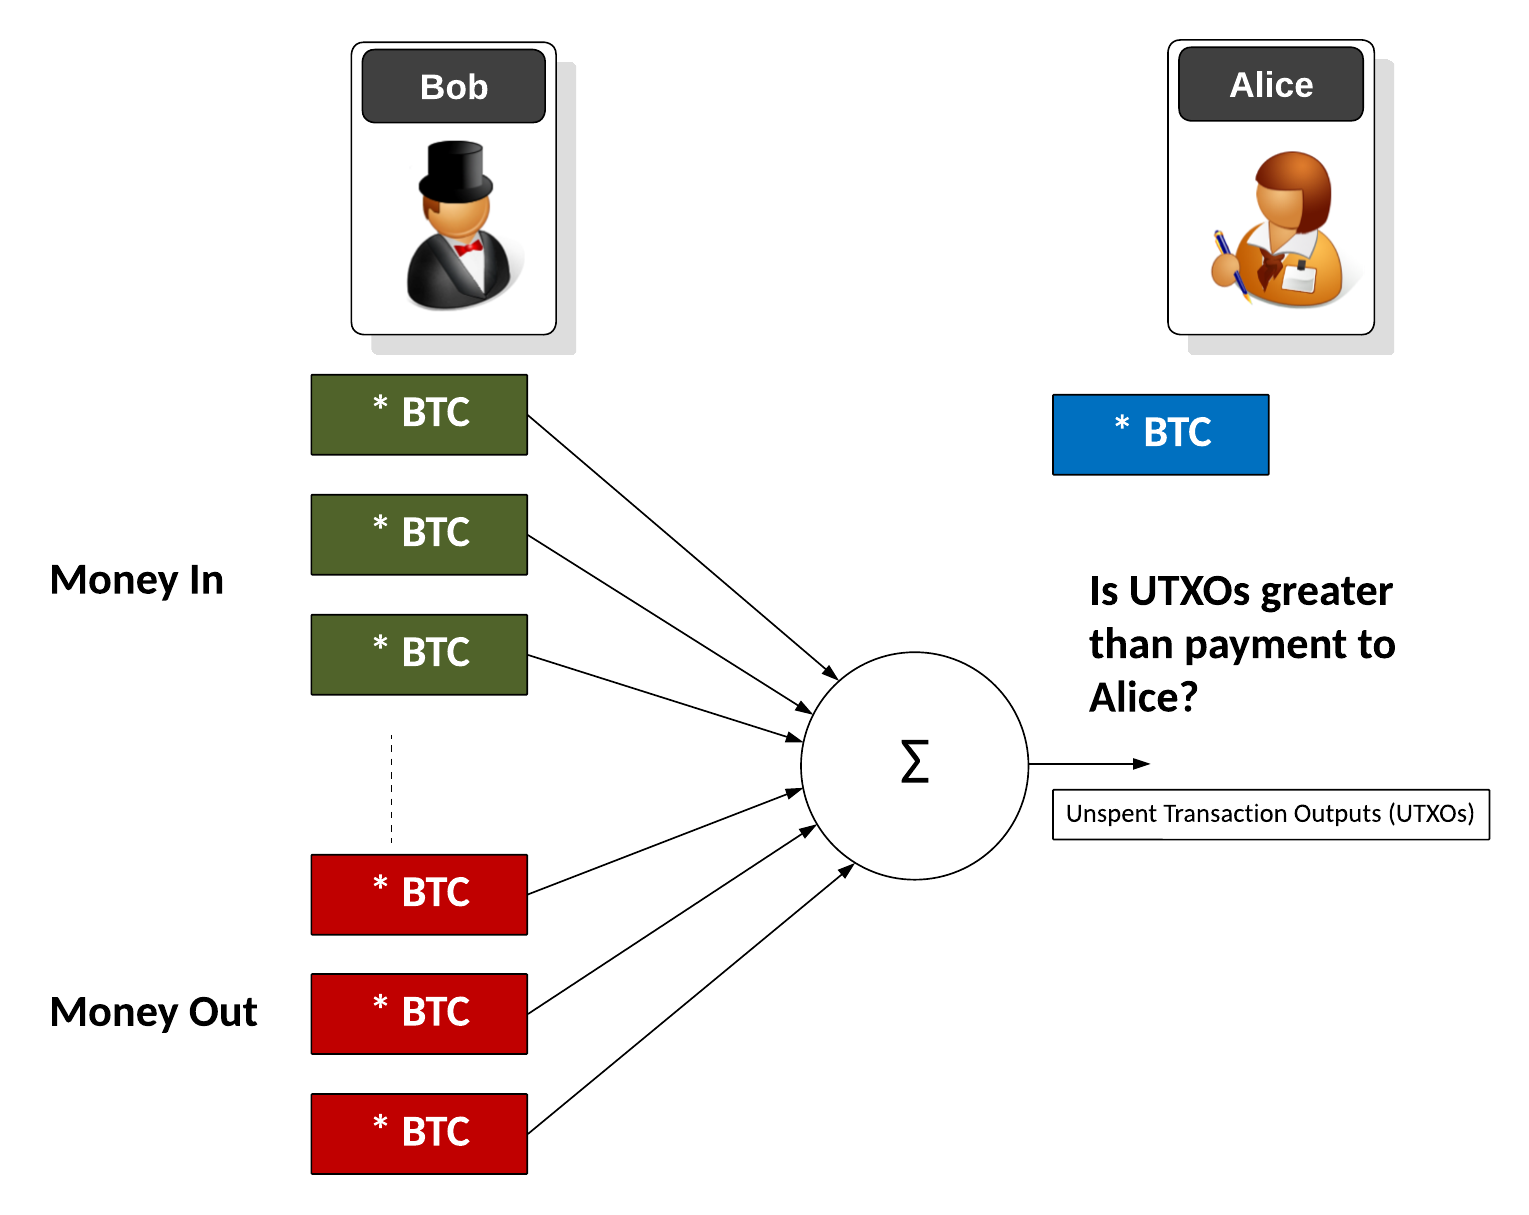 Bob
Alice
* BTC
* BTC
* BTC
Money In
* BTC
Is UTXOs greater
than payment to
Alice?
Σ
Unspent Transaction Outputs (UTXOs)
* BTC
Money Out
* BTC
* BTC
* BTC